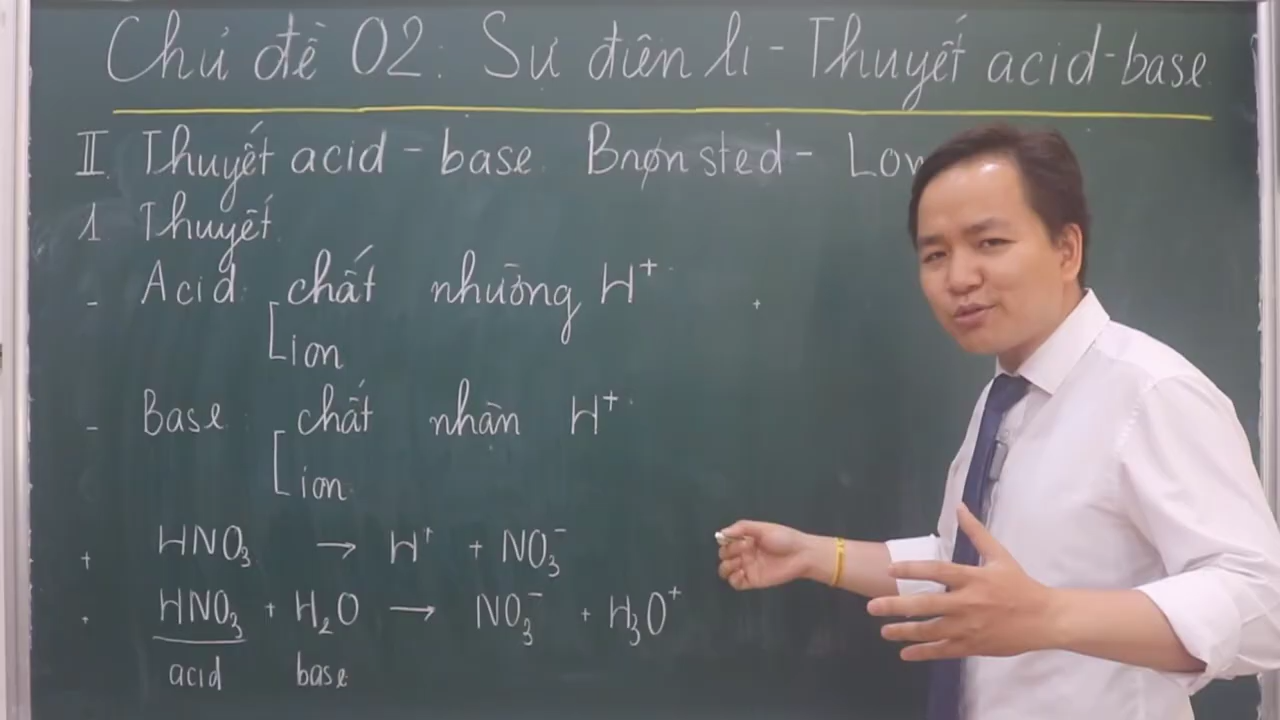 Chủ đề 02: Sự điện li - Thuyết acid-base
II. Thuyết acid - base Brønsted - Low
1. Thuyết
- Acid: chất nhường H⁺
ion
- Base: chất nhận H⁺
ion
+ HNO₃ → H⁺ + NO₃⁻
+ HNO₃ + H₂O → NO₃⁻ + H₃O⁺
acid base